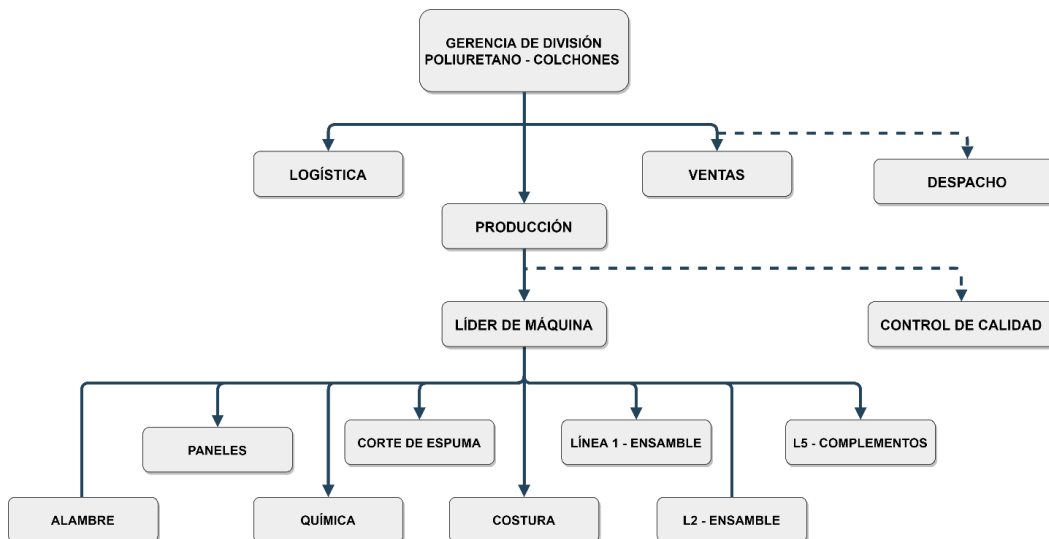 GERENCIA DE DIVISIÓN
POLIURETANO - COLCHONES
LOGÍSTICA
VENTAS
DESPACHO
PRODUCCIÓN
LÍDER DE MÁQUINA
CONTROL DE CALIDAD
PANELES
CORTE DE ESPUMA
LÍNEA 1 - ENSAMBLE
L5 - COMPLEMENTOS
ALAMBRE
QUÍMICA
COSTURA
L2 - ENSAMBLE